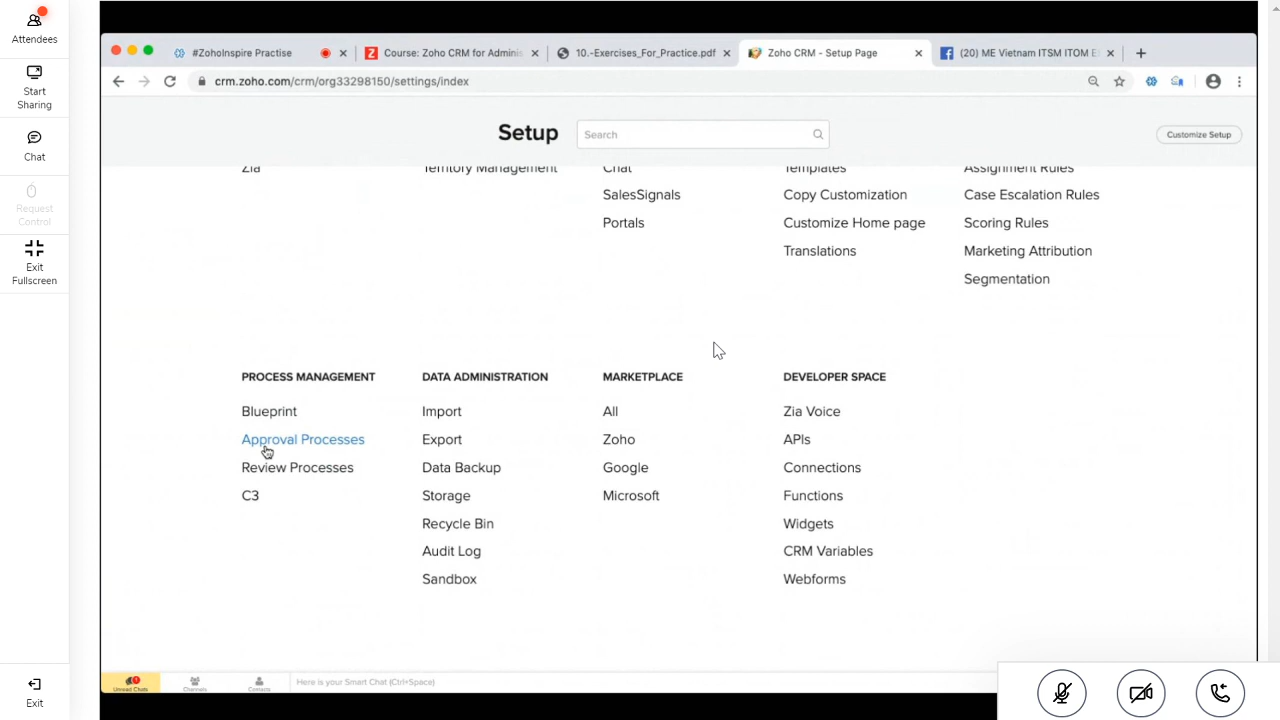 Attendees
Start
Sharing
Chat
Request
Control
Exit
Fullscreen
Exit
#ZohoInspire Practise
Course: Zoho CRM for Adminis
10.-Exercises_For_Practice.pdf
Zoho CRM - Setup Page
(20) ME Vietnam ITSM ITOM E
crm.zoho.com/crm/org33298150/settings/index
Setup
Search
Customize Setup
Zia
Territory Management
Chat
SalesSignals
Portals
Templates
Copy Customization
Customize Home page
Translations
Assignment Rules
Case Escalation Rules
Scoring Rules
Marketing Attribution
Segmentation
PROCESS MANAGEMENT
Blueprint
Approval Processes
Review Processes
C3
DATA ADMINISTRATION
Import
Export
Data Backup
Storage
Recycle Bin
Audit Log
Sandbox
MARKETPLACE
All
Zoho
Google
Microsoft
DEVELOPER SPACE
Zia Voice
APIs
Connections
Functions
Widgets
CRM Variables
Webforms
Unread Chats
Channels
Contacts
Here is your Smart Chat (Ctrl+Space)